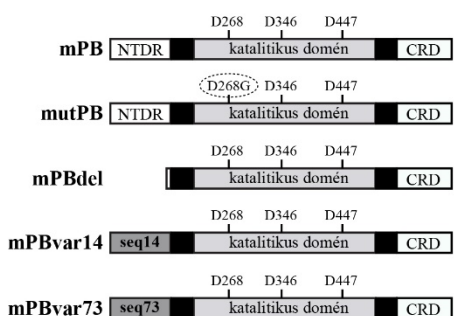 D268 D346 D447
mPB NTDR katalitikus domén CRD
D268G D346 D447
mutPB NTDR katalitikus domén CRD
D268 D346 D447
mPBdel katalitikus domén CRD
D268 D346 D447
mPBvar14 seq14 katalitikus domén CRD
D268 D346 D447
mPBvar73 seq73 katalitikus domén CRD